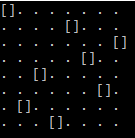 []. . . . . . .
. . . . []. . .
. . . . . . . []
. . . . . []. .
. . []. . . . .
. . . . . . [].
. []. . . . . .
. . . []. . . .